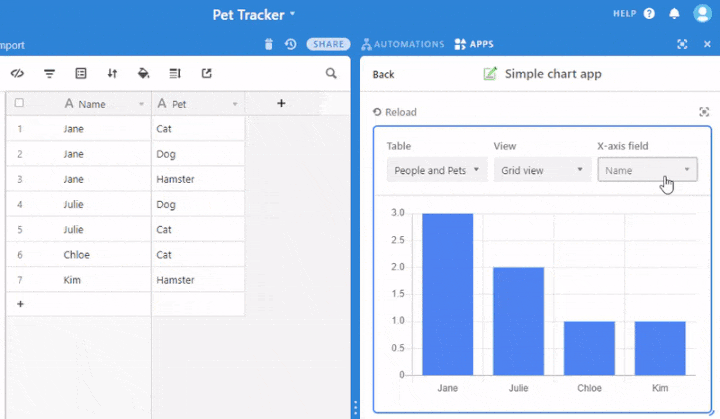 Pet Tracker
HELP
mport
SHARE
AUTOMATIONS
APPS
Back
Simple chart app
Reload
A Name
A Pet
1 Jane Cat
2 Jane Dog
3 Jane Hamster
4 Julie Dog
5 Julie Cat
6 Chloe Cat
7 Kim Hamster
Table View X-axis field
People and Pets Grid view Name
3.0
2.5
2.0
1.5
1.0
0.5
0
Jane Julie Chloe Kim